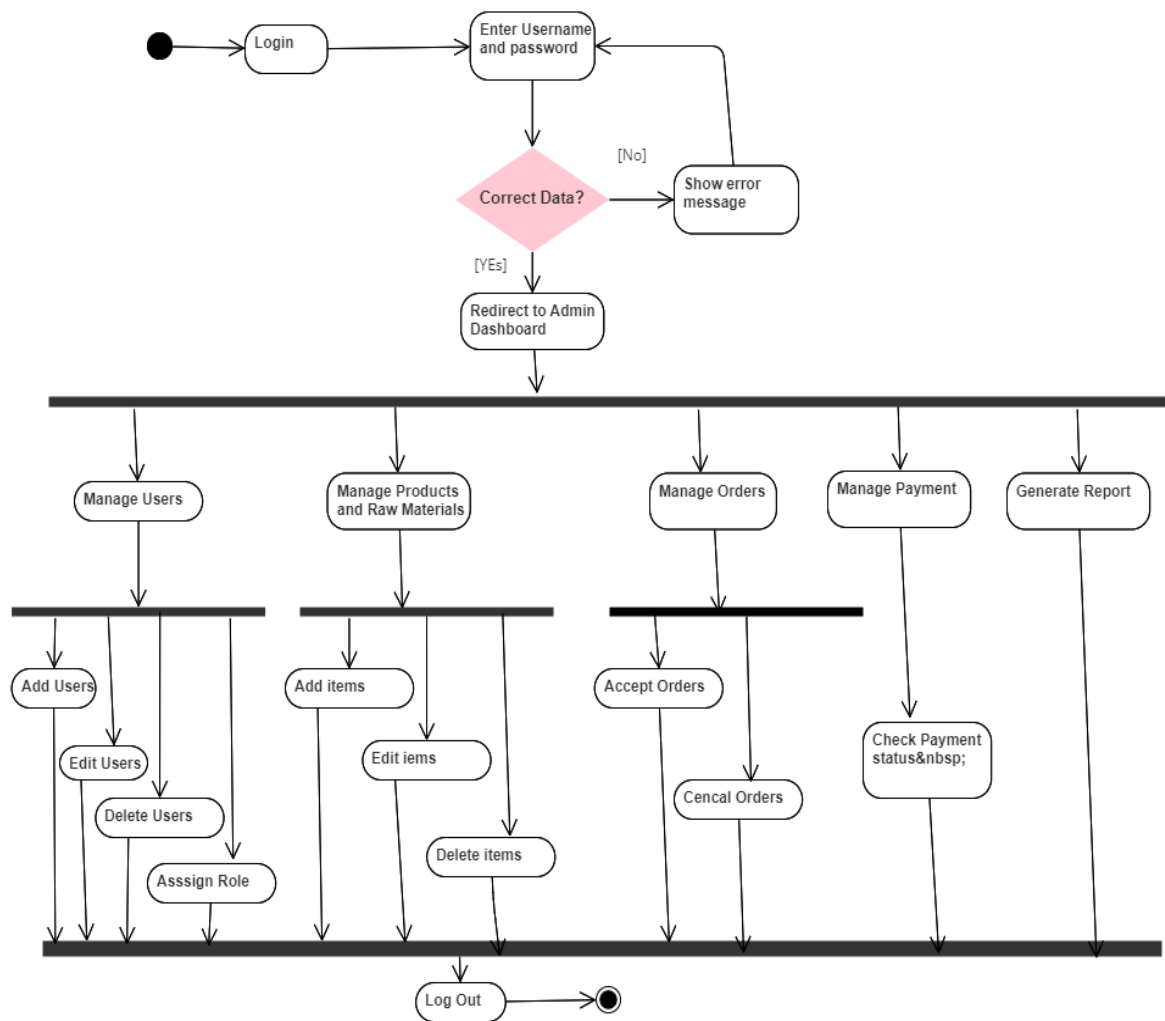 Login
Enter Username
and password
Correct Data?
[No]
Show error
message
[YEs]
Redirect to Admin
Dashboard
Manage Users
Manage Products
and Raw Materials
Manage Orders
Manage Payment
Generate Report
Add Users
Edit Users
Delete Users
Asssign Role
Add items
Edit iems
Delete items
Accept Orders
Cencal Orders
Check Payment
status&nbsp;
Log Out